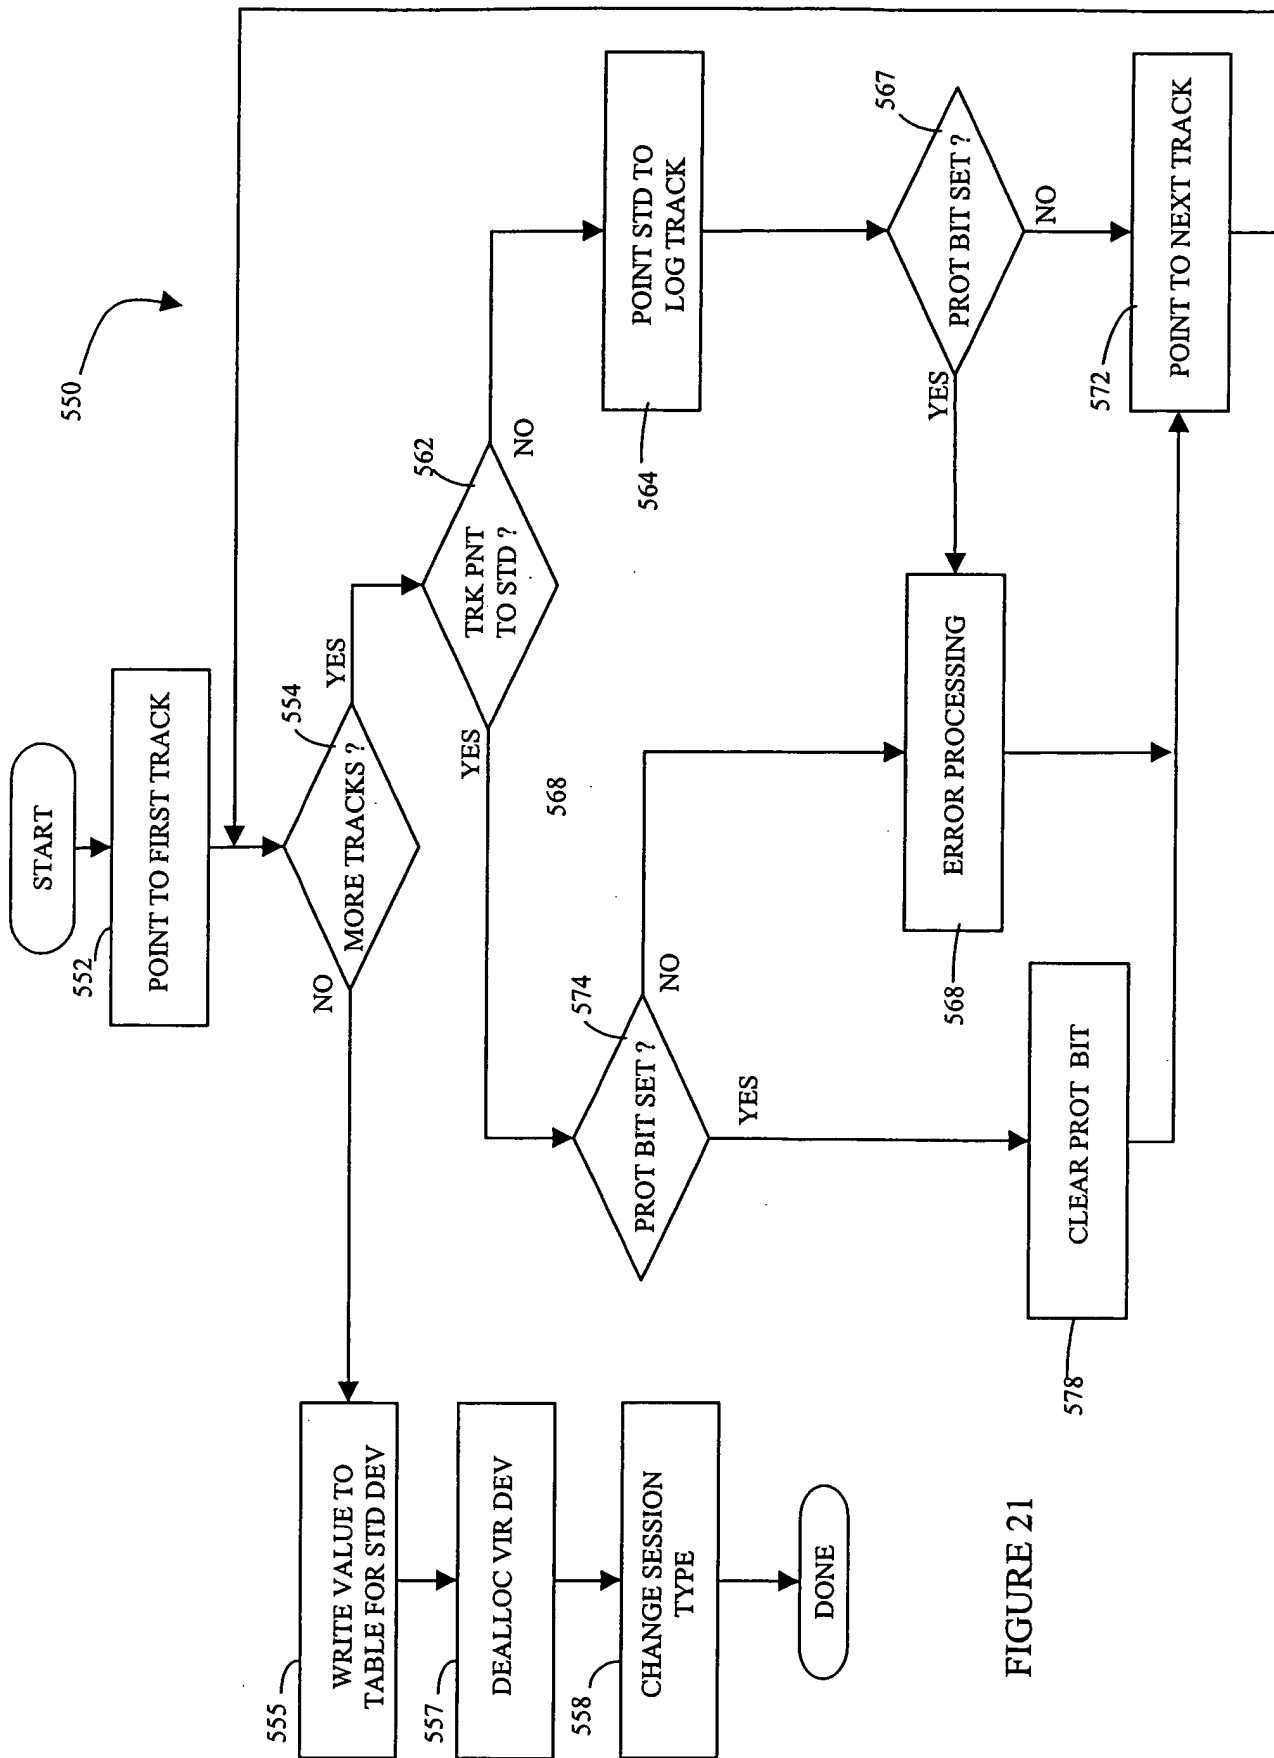 550
START
552
POINT TO FIRST TRACK
554
MORE TRACKS ?
NO
YES
555
WRITE VALUE TO
TABLE FOR STD DEV
557
DEALLOC VIR DEV
558
CHANGE SESSION
TYPE
DONE
562
TRK PNT
TO STD ?
YES
NO
568
564
POINT STD TO
LOG TRACK
567
PROT BIT SET ?
YES
NO
574
PROT BIT SET ?
NO
YES
568
ERROR PROCESSING
572
POINT TO NEXT TRACK
578
CLEAR PROT BIT
FIGURE 21